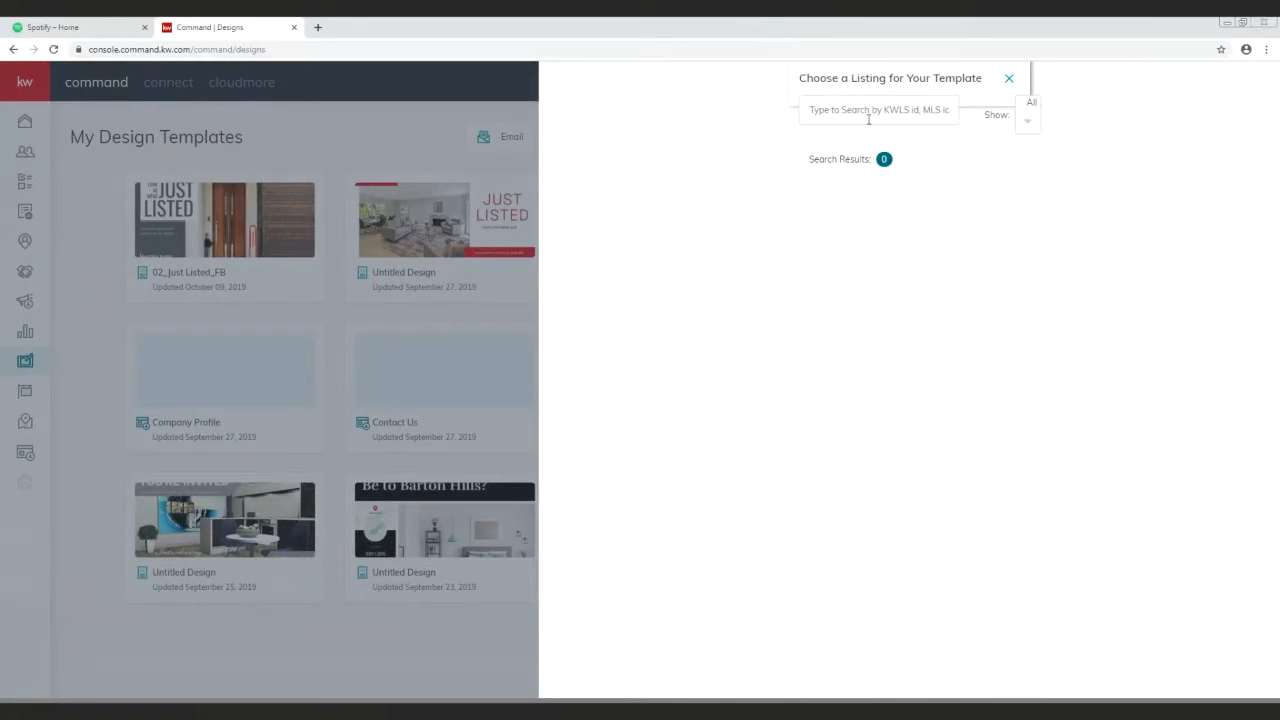 Spotify – Home
Command | Designs
console.command.kw.com/command/designs
kw
command
connect
cloudmore
My Design Templates
Email
JUST
LISTED
02_Just Listed_FB
Updated October 09, 2019
JUST
LISTED
Untitled Design
Updated September 27, 2019
Company Profile
Updated September 27, 2019
Contact Us
Updated September 27, 2019
YOU'RE INVITED
Untitled Design
Updated September 25, 2019
Be to Barton Hills?
Untitled Design
Updated September 23, 2019
Choose a Listing for Your Template
Type to Search by KWLS id, MLS ic
Show:
All
Search Results:
0